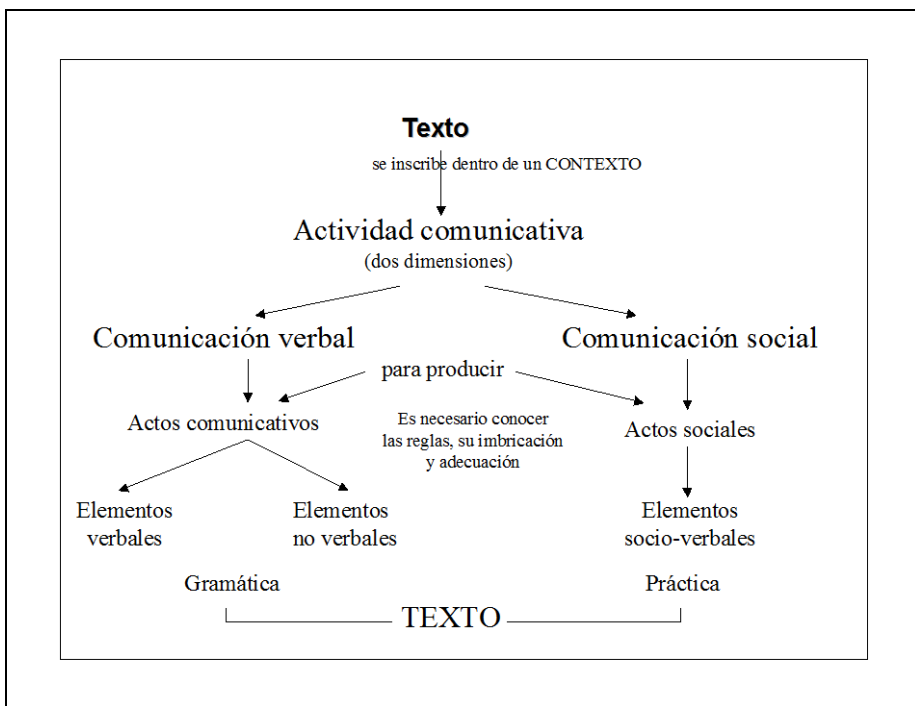 Texto
se inscribe dentro de un CONTEXTO
Actividad comunicativa
(dos dimensiones)
Comunicación verbal
Comunicación social
para producir
Actos comunicativos
Es necesario conocer
las reglas, su imbricación
y adecuación
Actos sociales
Elementos
verbales
Elementos
no verbales
Elementos
socio-verbales
Gramática
Práctica
TEXTO